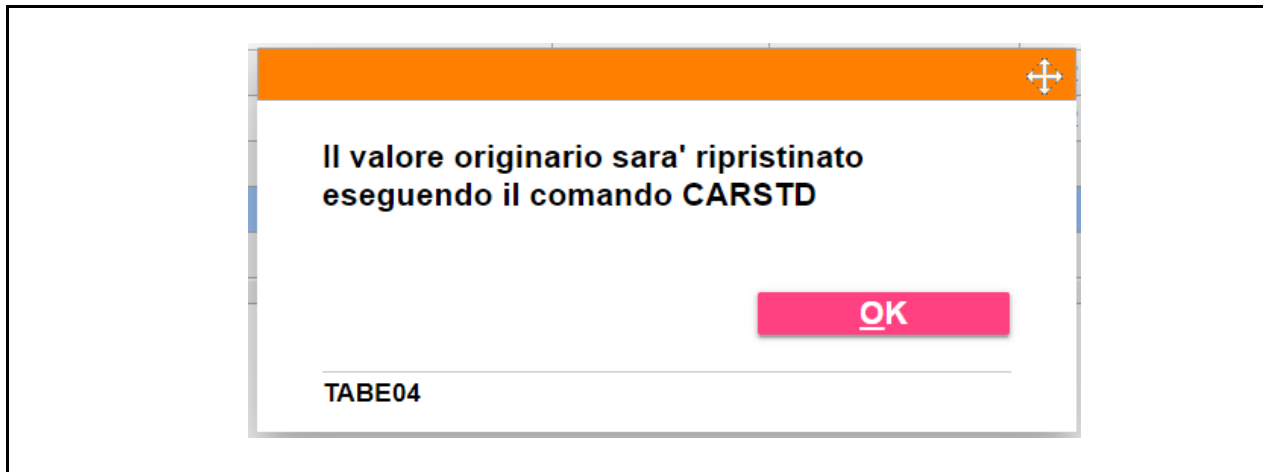 Il valore originario sara' ripristinato
eseguendo il comando CARSTD
OK
TABE04